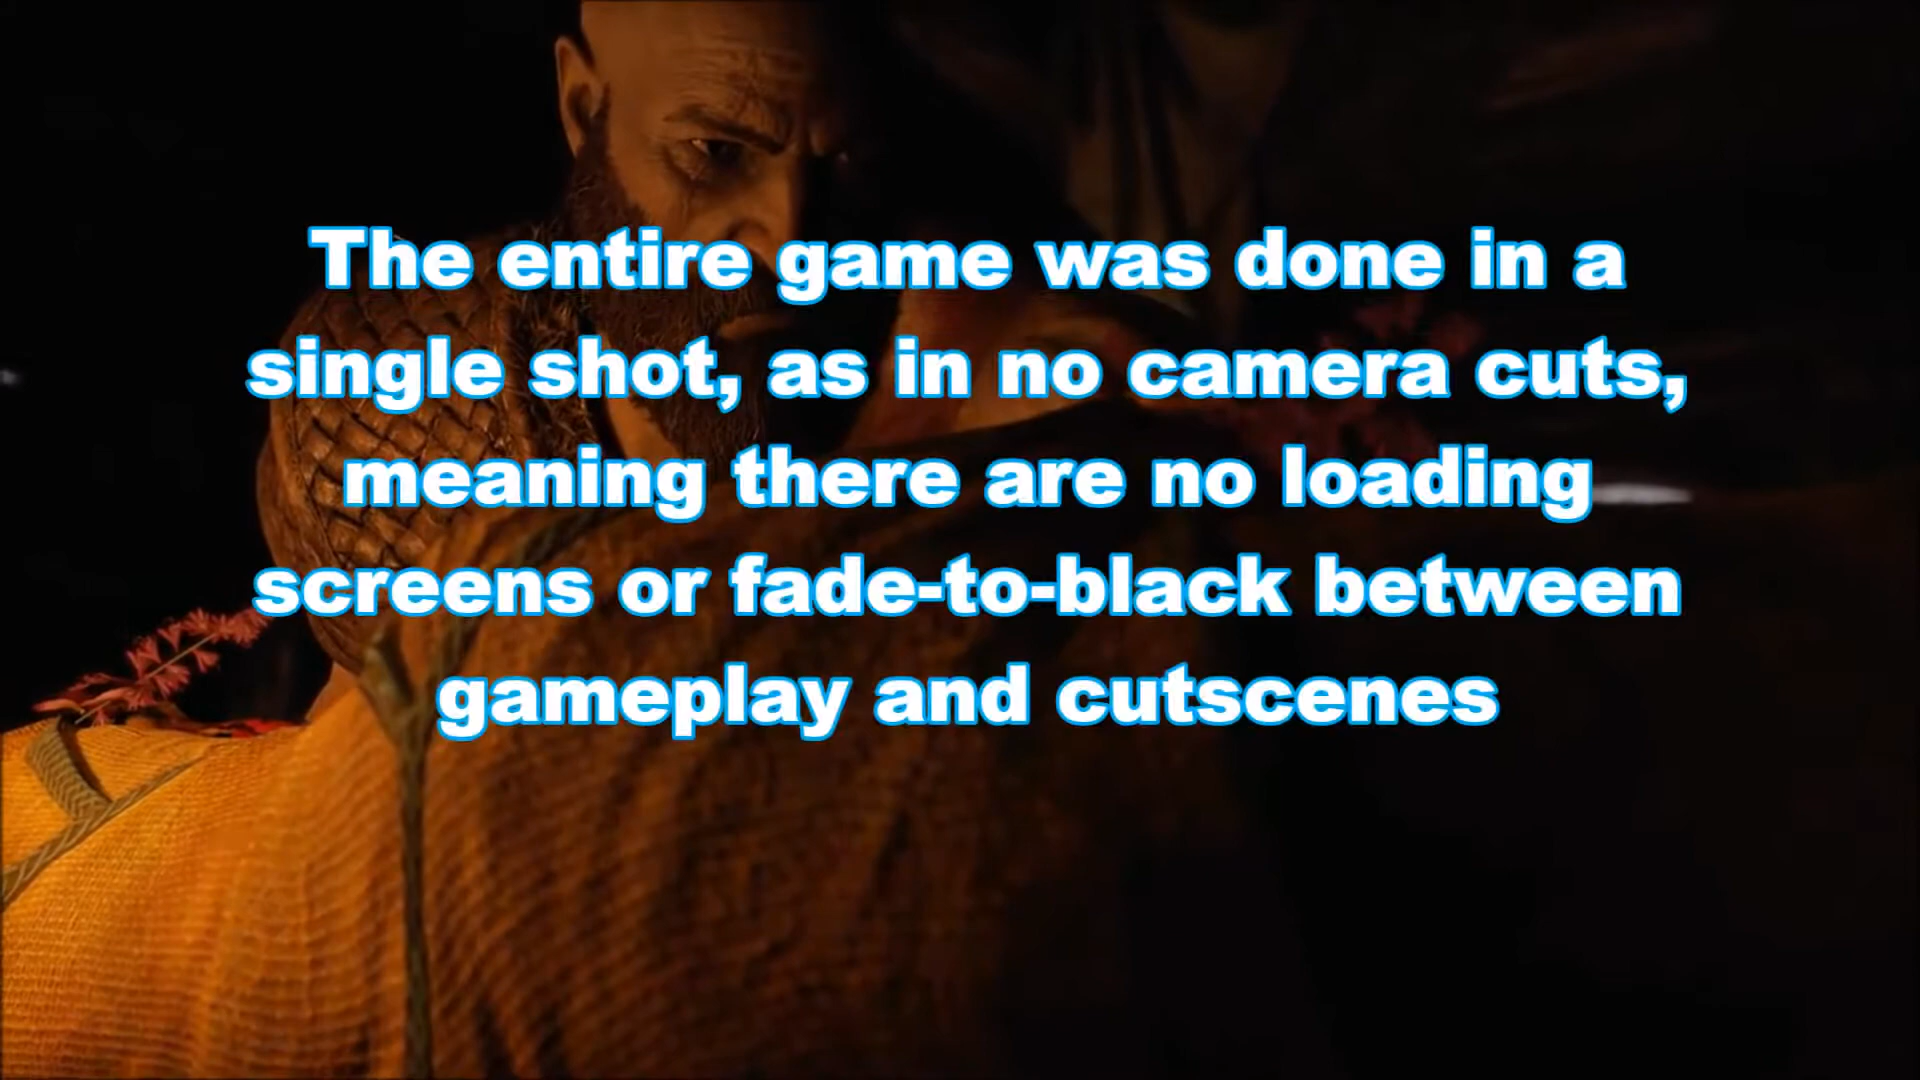 The entire game was done in a
single shot, as in no camera cuts,
meaning there are no loading
screens or fade-to-black between
gameplay and cutscenes